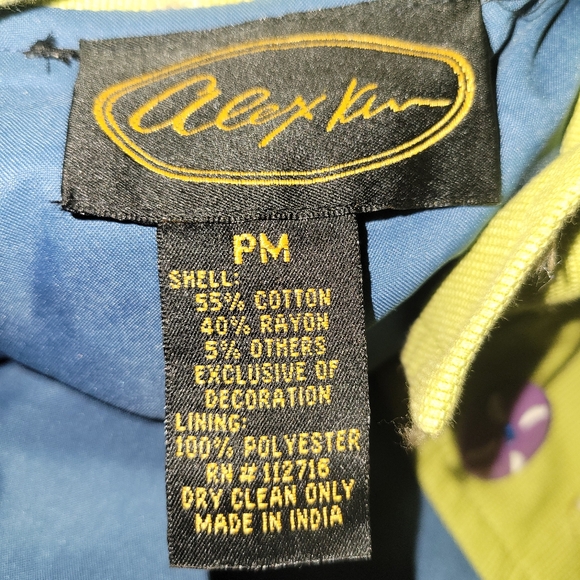 Alex Kim
PM
SHELL:
55% COTTON
40% RAYON
5% OTHERS
EXCLUSIVE OF
DECORATION
LINING:
100% POLYESTER
RN # 112716
DRY CLEAN ONLY
MADE IN INDIA